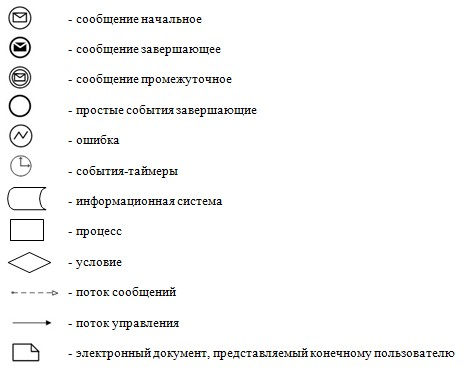 - сообщение начальное
- сообщение завершающее
- сообщение промежуточное
- простые события завершающие
- ошибка
- события-таймеры
- информационная система
- процесс
- условие
- поток сообщений
- поток управления
- электронный документ, представляемый конечному пользователю